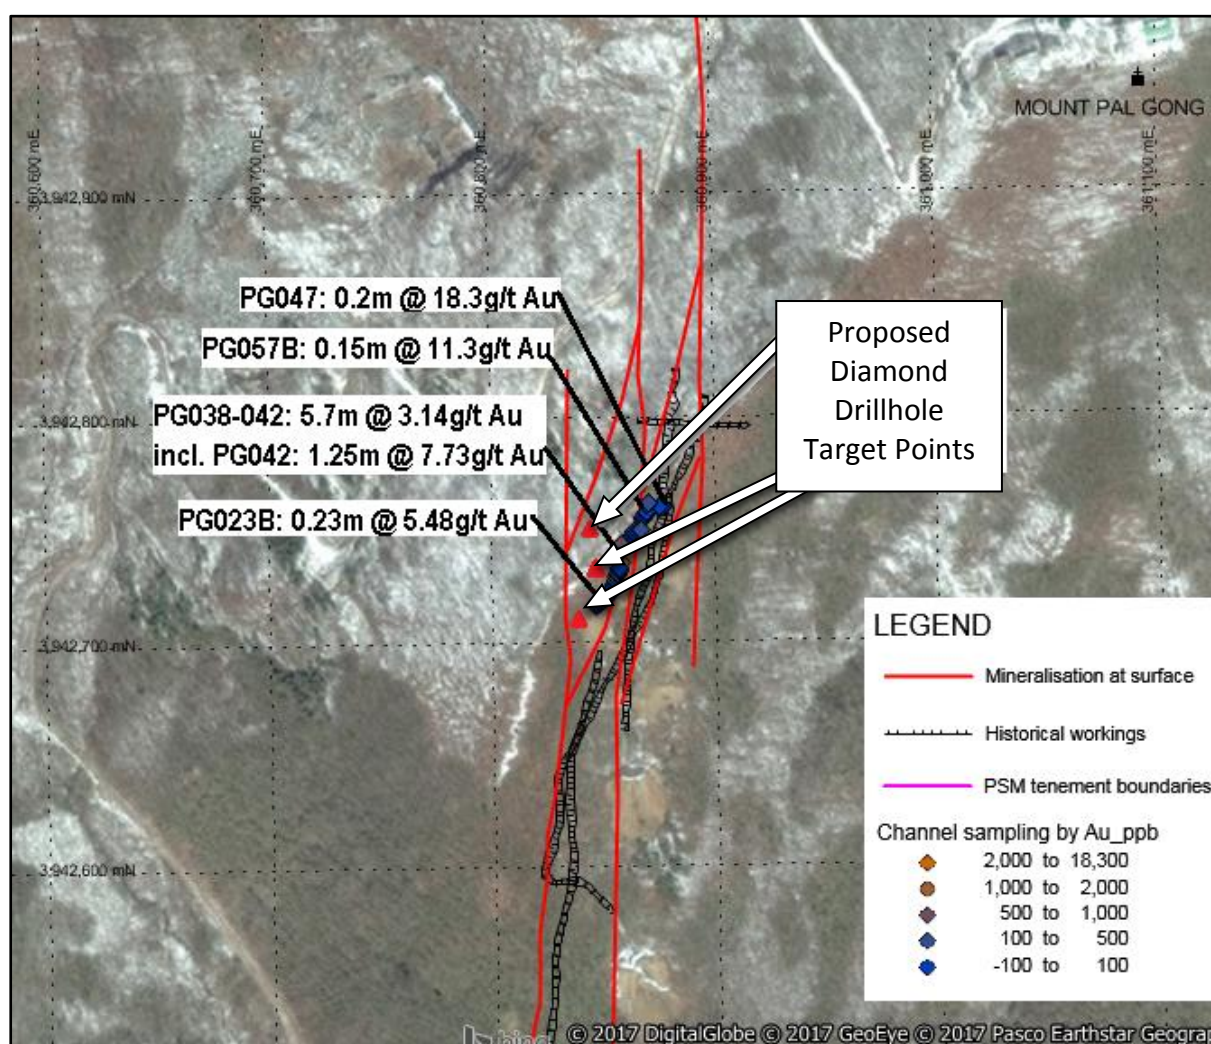 MOUNT PAL GONG
360,600 mE
360,700 mE
360,800 mE
360,900 mE
361,000 mE
361,100 mE
3,942,900 mN
PG047: 0.2m @ 18.3g/t Au
PG057B: 0.15m @ 11.3g/t Au
PG038-042: 5.7m @ 3.14g/t Au
incl. PG042: 1.25m @ 7.73g/t Au
PG023B: 0.23m @ 5.48g/t Au
Proposed
Diamond
Drillhole
Target Points
3,942,800 mN
3,942,700 mN
3,942,600 mN
LEGEND
Mineralisation at surface
Historical workings
PSM tenement boundaries
Channel sampling by Au_ppb
2,000 to 18,300
1,000 to 2,000
500 to 1,000
100 to 500
-100 to 100
© 2017 DigitalGlobe © 2017 GeoEye © 2017 Pasco Earthstar Geograp